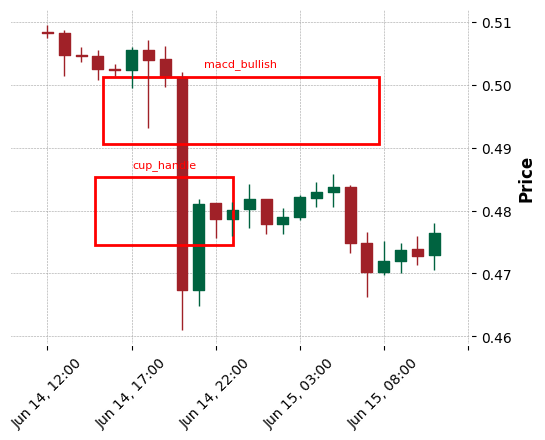 0.51
macd_bullish
0.50
0.49
cup_handle
0.48
0.47
0.46
Price
Jun 14, 12:00
Jun 14, 17:00
Jun 14, 22:00
Jun 15, 03:00
Jun 15, 08:00